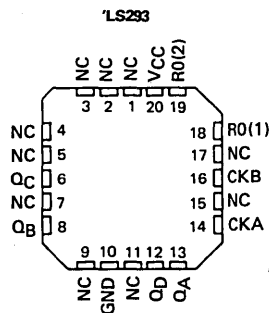 'LS293
NC NC NC VCC R0(2)
3 2 1 20 19
NC 4 18 R0(1)
NC 5 17 NC
QC 6 16 CKB
NC 7 15 NC
QB 8 14 CKA
9 10 11 12 13
NC GND NC QD QA